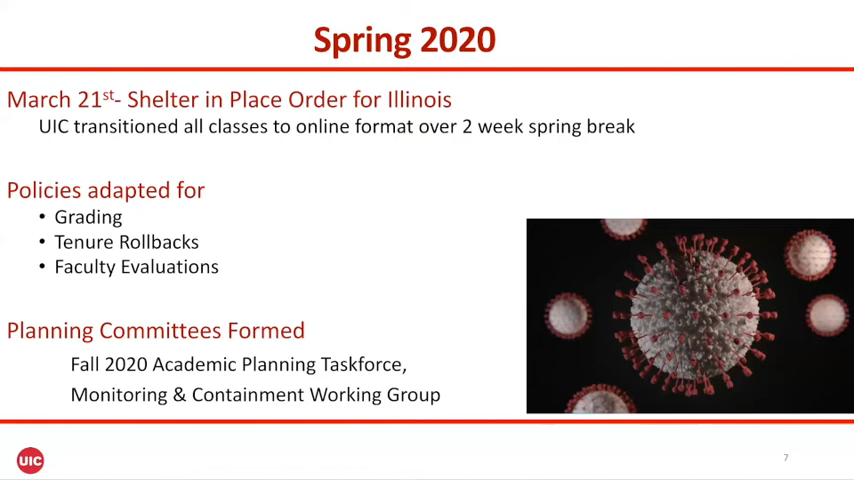 Spring 2020
March 21st- Shelter in Place Order for Illinois
UIC transitioned all classes to online format over 2 week spring break
Policies adapted for
• Grading
• Tenure Rollbacks
• Faculty Evaluations
Planning Committees Formed
Fall 2020 Academic Planning Taskforce,
Monitoring & Containment Working Group
UIC
7